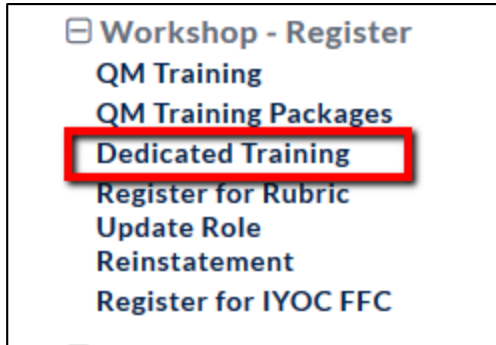 Workshop - Register
QM Training
QM Training Packages
Dedicated Training
Register for Rubric
Update Role
Reinstatement
Register for IYOC FFC